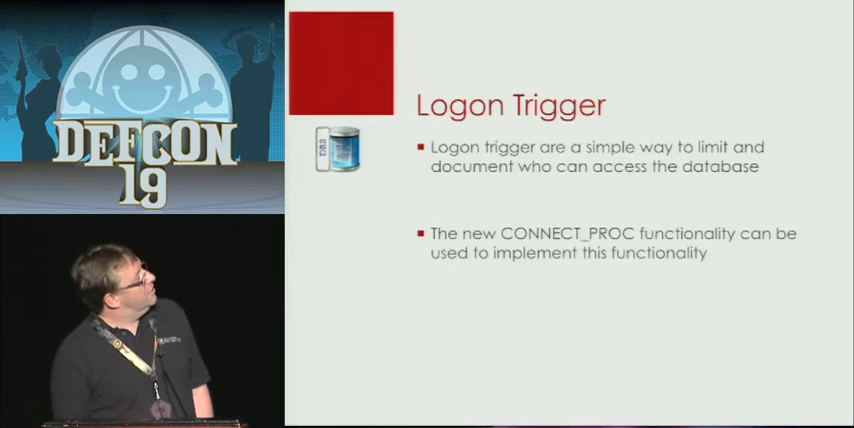 DEFCON
19
Logon Trigger
DB2
Logon trigger are a simple way to limit and
document who can access the database
The new CONNECT_PROC functionality can be
used to implement this functionality